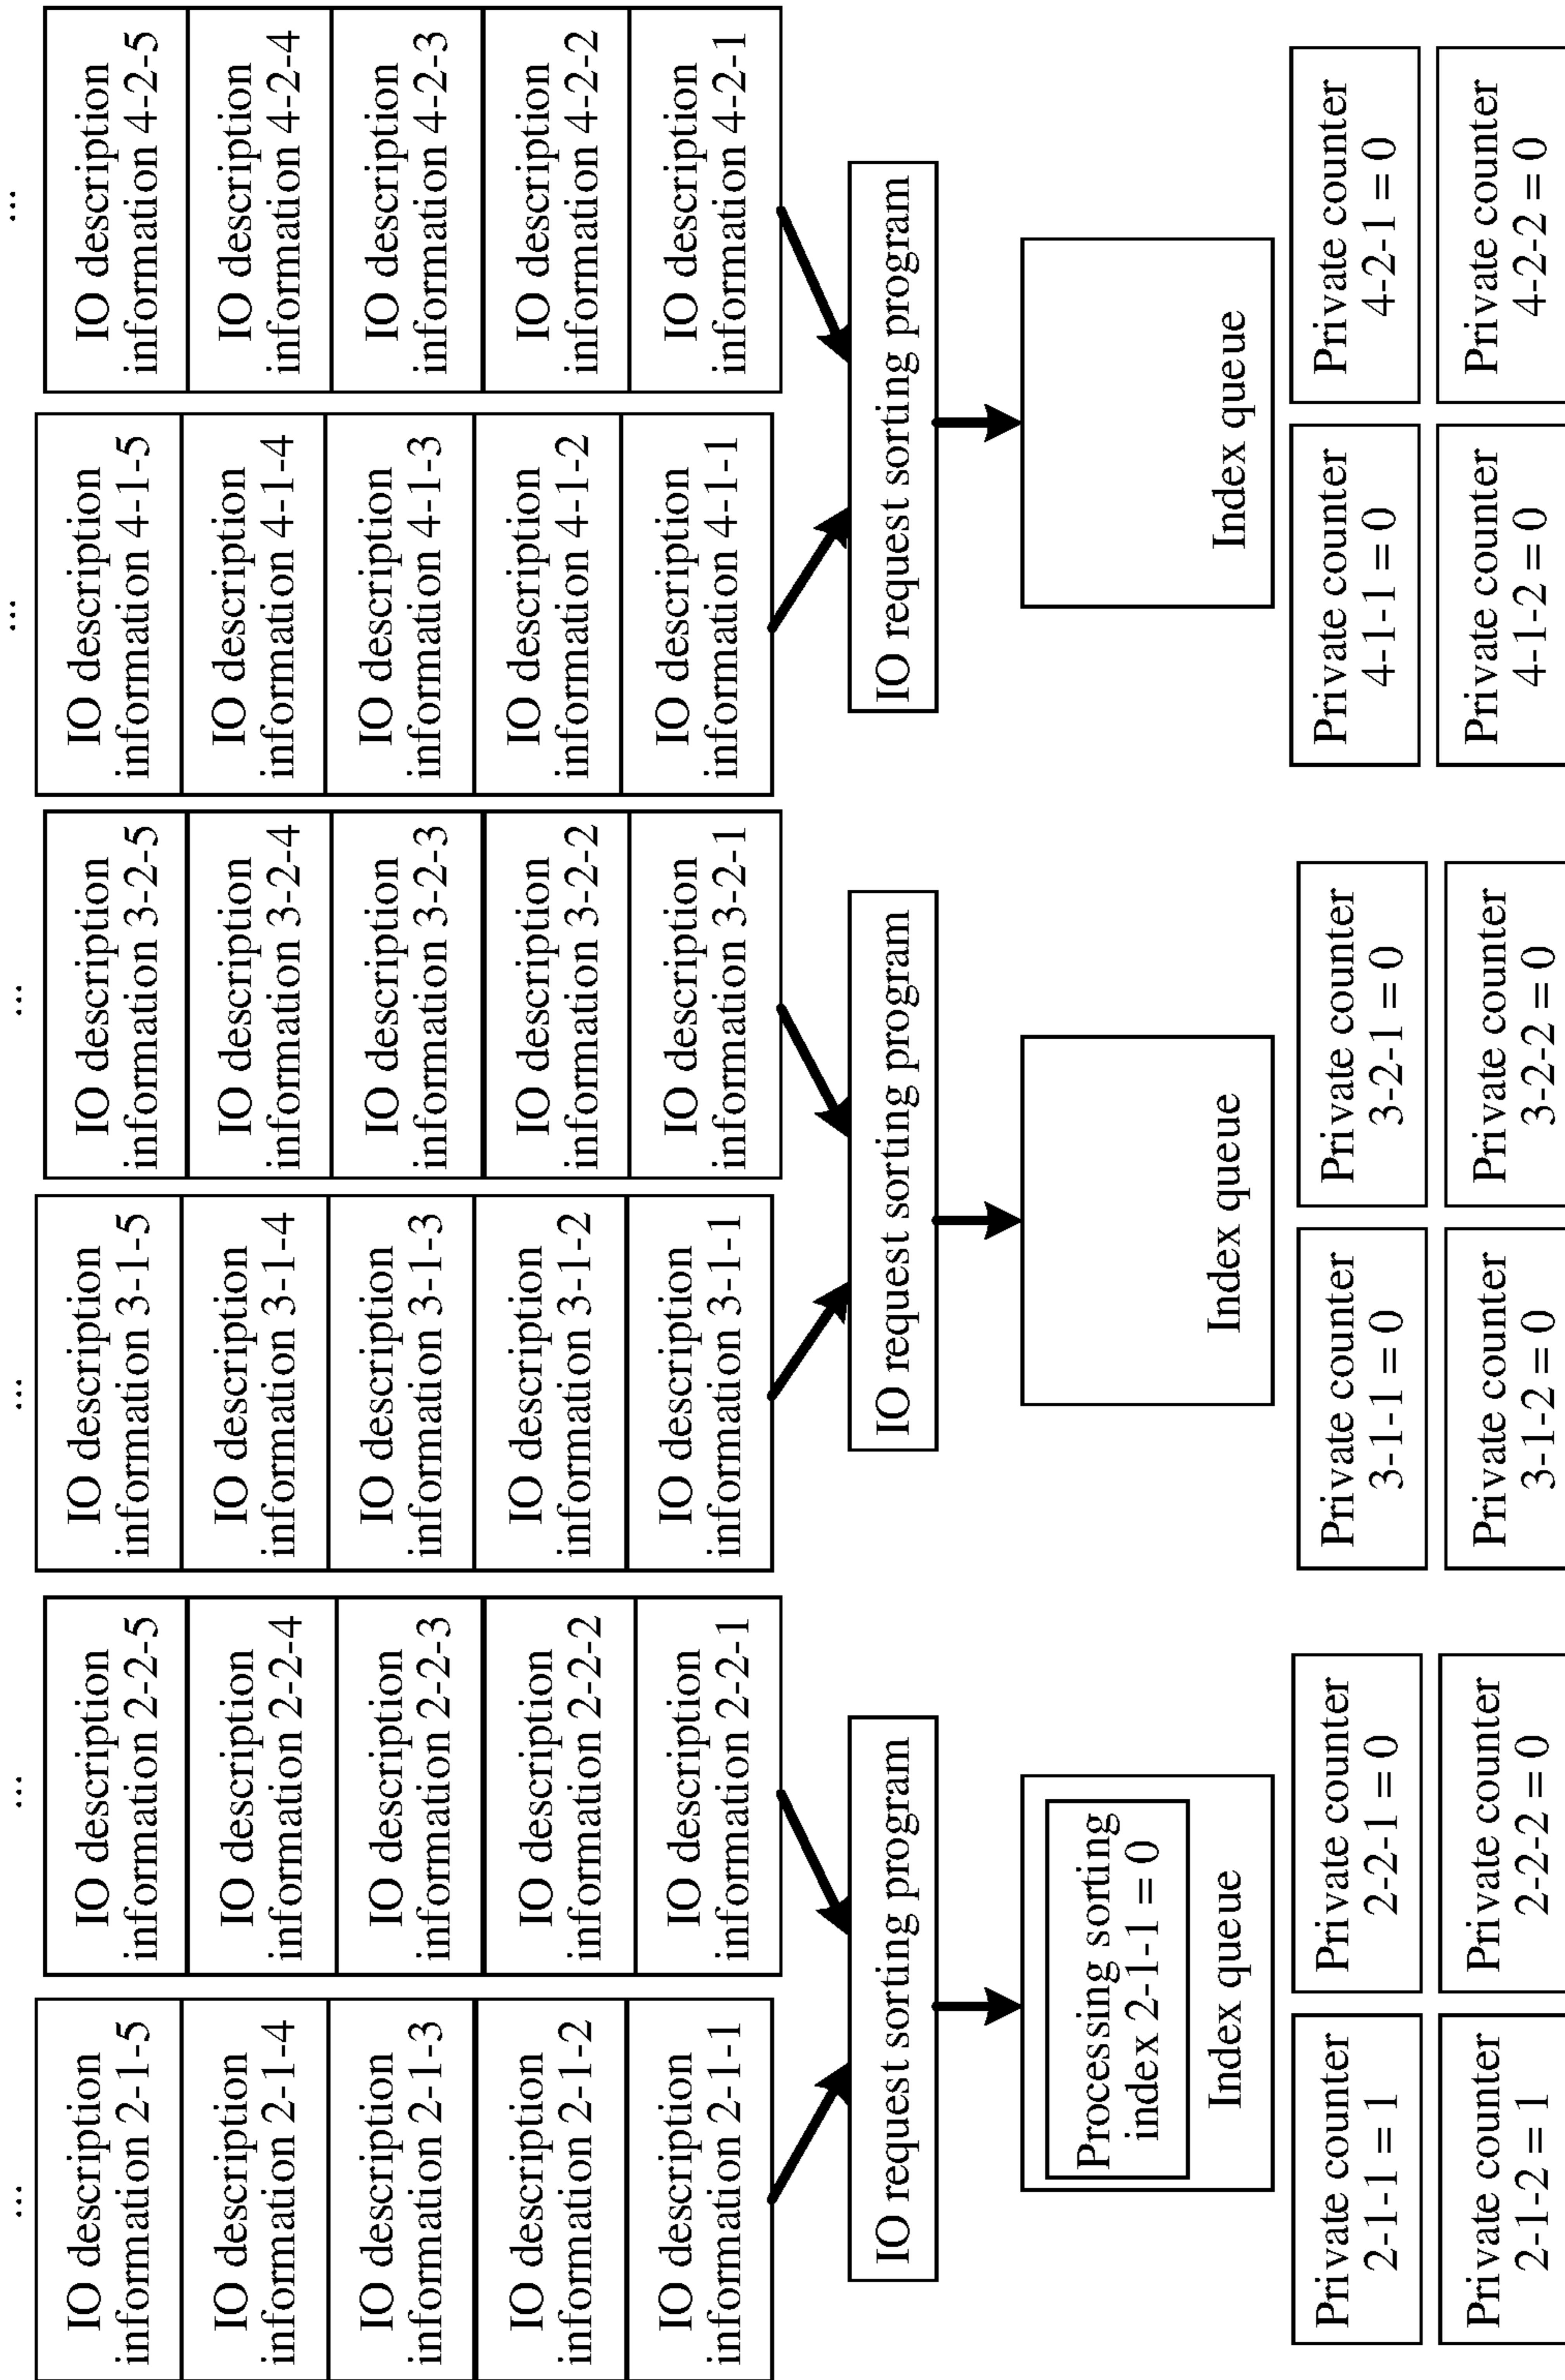 ...
IO description
information 2-1-5
IO description
information 2-1-4
IO description
information 2-1-3
IO description
information 2-1-2
IO description
information 2-1-1
...
IO description
information 2-2-5
IO description
information 2-2-4
IO description
information 2-2-3
IO description
information 2-2-2
IO description
information 2-2-1
IO request sorting program
Processing sorting
index 2-1-1 = 0
Index queue
Private counter
2-1-1 = 1
Private counter
2-2-1 = 0
Private counter
2-1-2 = 1
Private counter
2-2-2 = 0
...
IO description
information 3-1-5
IO description
information 3-1-4
IO description
information 3-1-3
IO description
information 3-1-2
IO description
information 3-1-1
...
IO description
information 3-2-5
IO description
information 3-2-4
IO description
information 3-2-3
IO description
information 3-2-2
IO description
information 3-2-1
IO request sorting program
Index queue
Private counter
3-1-1 = 0
Private counter
3-2-1 = 0
Private counter
3-1-2 = 0
Private counter
3-2-2 = 0
...
IO description
information 4-1-5
IO description
information 4-1-4
IO description
information 4-1-3
IO description
information 4-1-2
IO description
information 4-1-1
...
IO description
information 4-2-5
IO description
information 4-2-4
IO description
information 4-2-3
IO description
information 4-2-2
IO description
information 4-2-1
IO request sorting program
Index queue
Private counter
4-1-1 = 0
Private counter
4-2-1 = 0
Private counter
4-1-2 = 0
Private counter
4-2-2 = 0